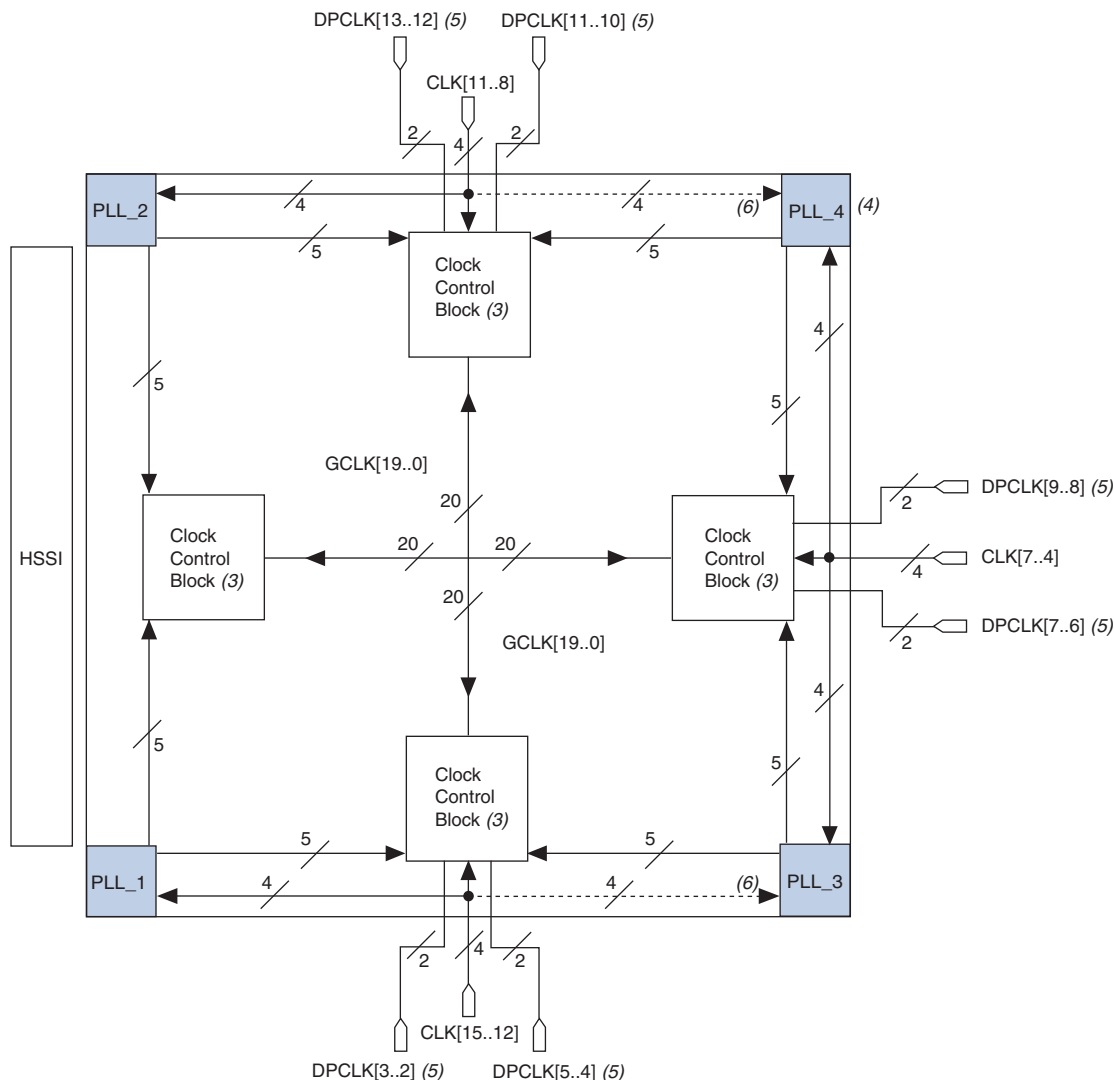 DPCLK[13..12] (5)
DPCLK[11..10] (5)
CLK[11..8]
2
4
2
PLL_2
4
4
(6)
PLL_4
(4)
5
5
Clock
Control
Block (3)
4
5
5
GCLK[19..0]
20
DPCLK[9..8] (5)
2
HSSI
Clock
Control
Block (3)
20
20
Clock
Control
Block (3)
4
CLK[7..4]
20
DPCLK[7..6] (5)
2
GCLK[19..0]
4
5
5
Clock
Control
Block (3)
5
5
PLL_1
4
4
(6)
PLL_3
2
4
2
CLK[15..12]
DPCLK[3..2] (5)
DPCLK[5..4] (5)